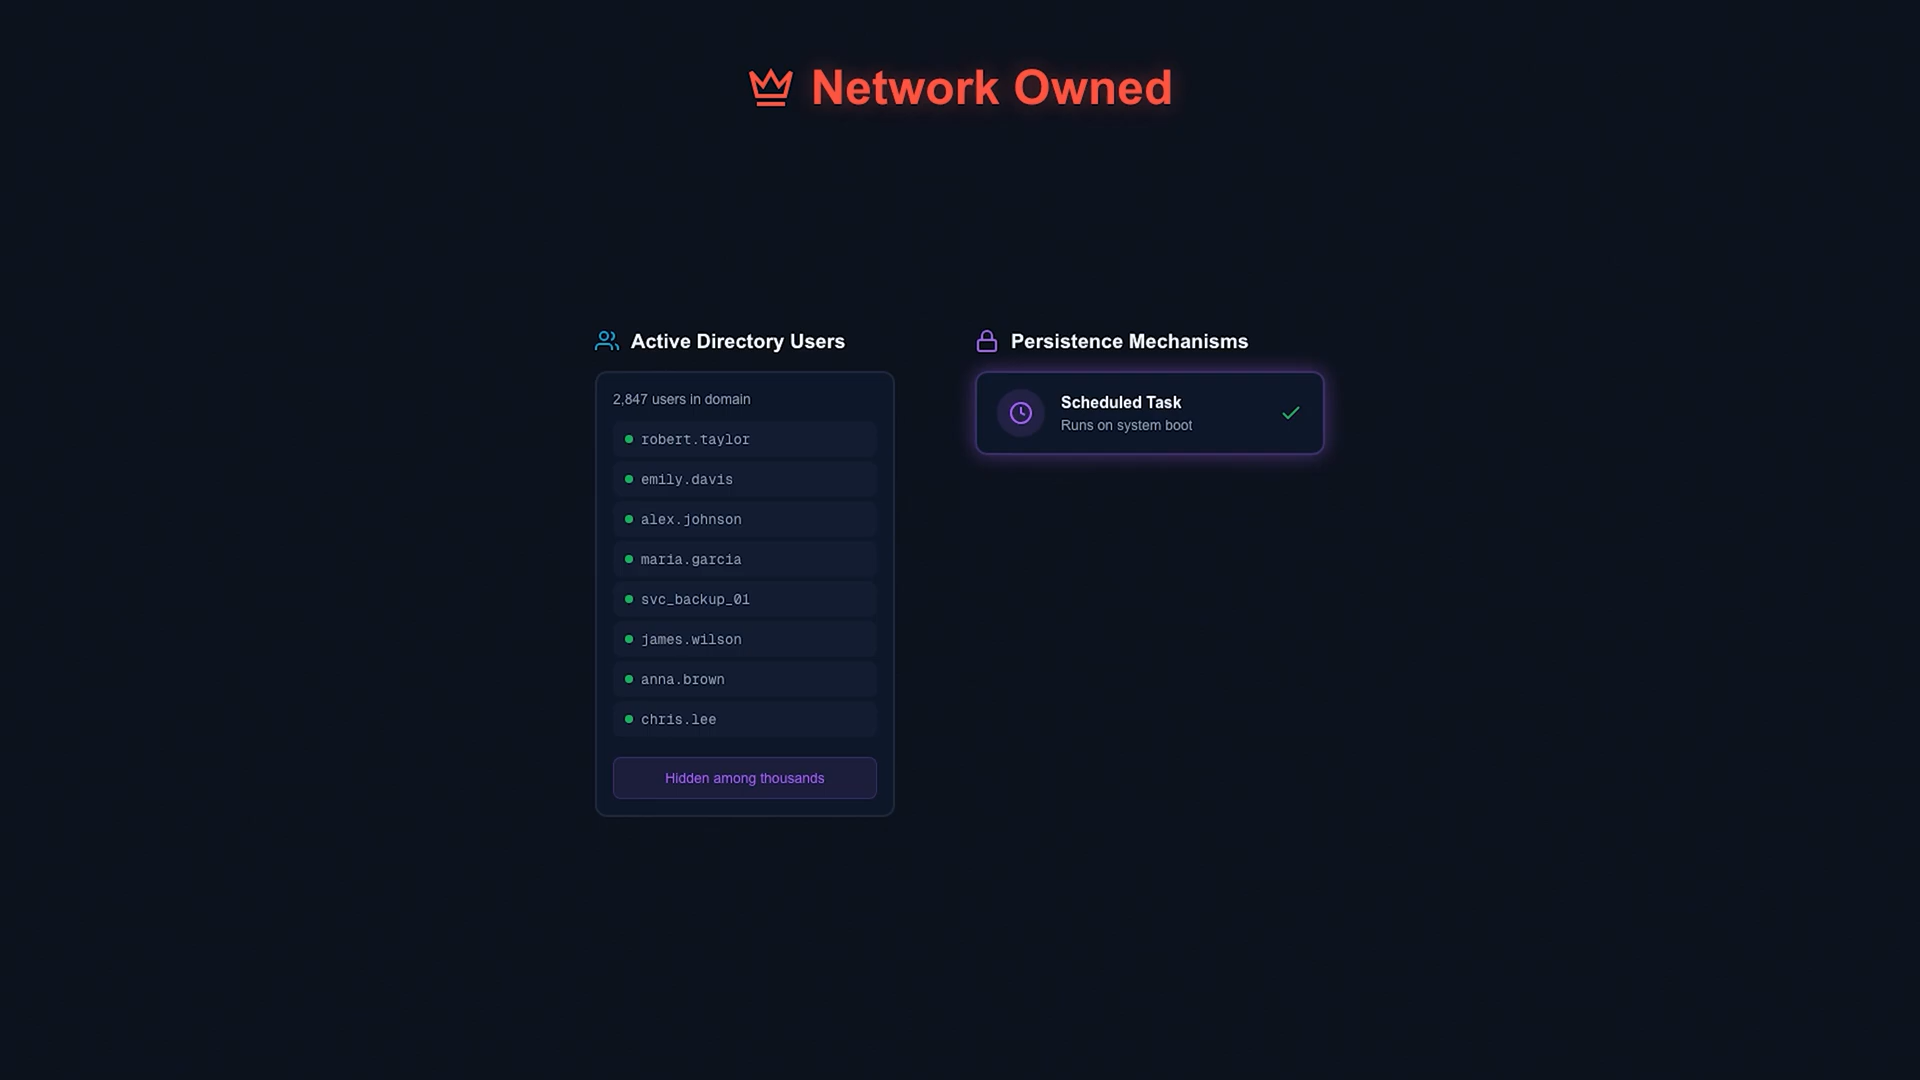 Network Owned
Active Directory Users
2,847 users in domain
robert.taylor
emily.davis
alex.johnson
maria.garcia
svc_backup_01
james.wilson
anna.brown
chris.lee
Hidden among thousands
Persistence Mechanisms
Scheduled Task
Runs on system boot